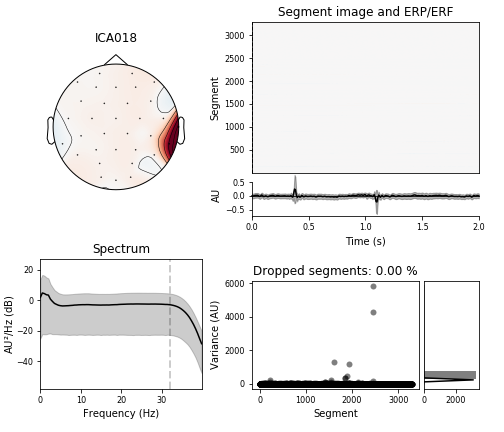 ICA018
Segment image and ERP/ERF
Segment
3000
2500
2000
1500
1000
500
AU
0.5
0.0
−0.5
0.0 0.5 1.0 1.5 2.0
Time (s)
Spectrum
AU²/Hz (dB)
20
0
−20
−40
0 10 20 30
Frequency (Hz)
Dropped segments: 0.00 %
Variance (AU)
6000
4000
2000
0
0 1000 2000 3000
Segment
0 2000